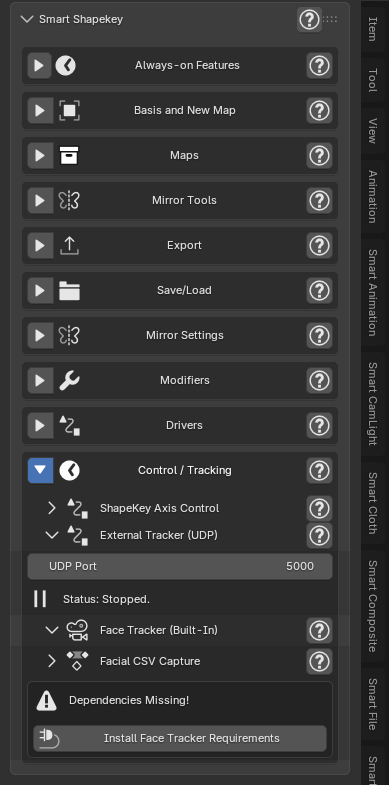 Smart Shapekey
Always-on Features
Basis and New Map
Maps
Mirror Tools
Export
Save/Load
Mirror Settings
Modifiers
Drivers
Control / Tracking
ShapeKey Axis Control
External Tracker (UDP)
UDP Port 5000
Status: Stopped.
Face Tracker (Built-In)
Facial CSV Capture
Dependencies Missing!
Install Face Tracker Requirements
Item
Tool
View
Animation
Smart Animation
Smart CamLight
Smart Cloth
Smart Composite
Smart File
Smart